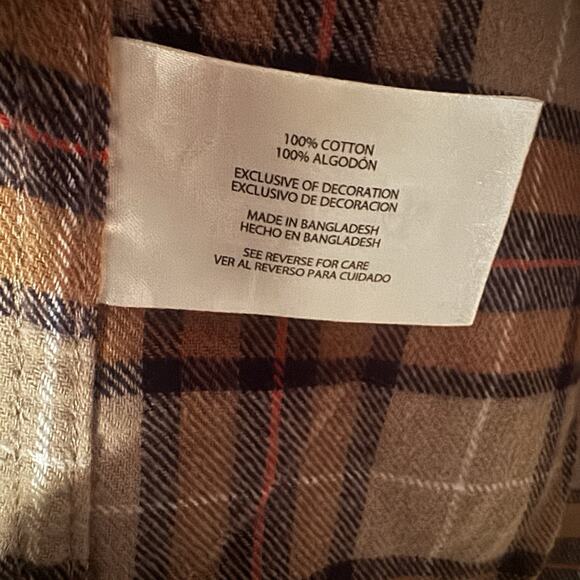 100% COTTON
100% ALGODÓN
EXCLUSIVE OF DECORATION
EXCLUSIVO DE DECORACION
MADE IN BANGLADESH
HECHO EN BANGLADESH
SEE REVERSE FOR CARE
VER AL REVERSO PARA CUIDADO